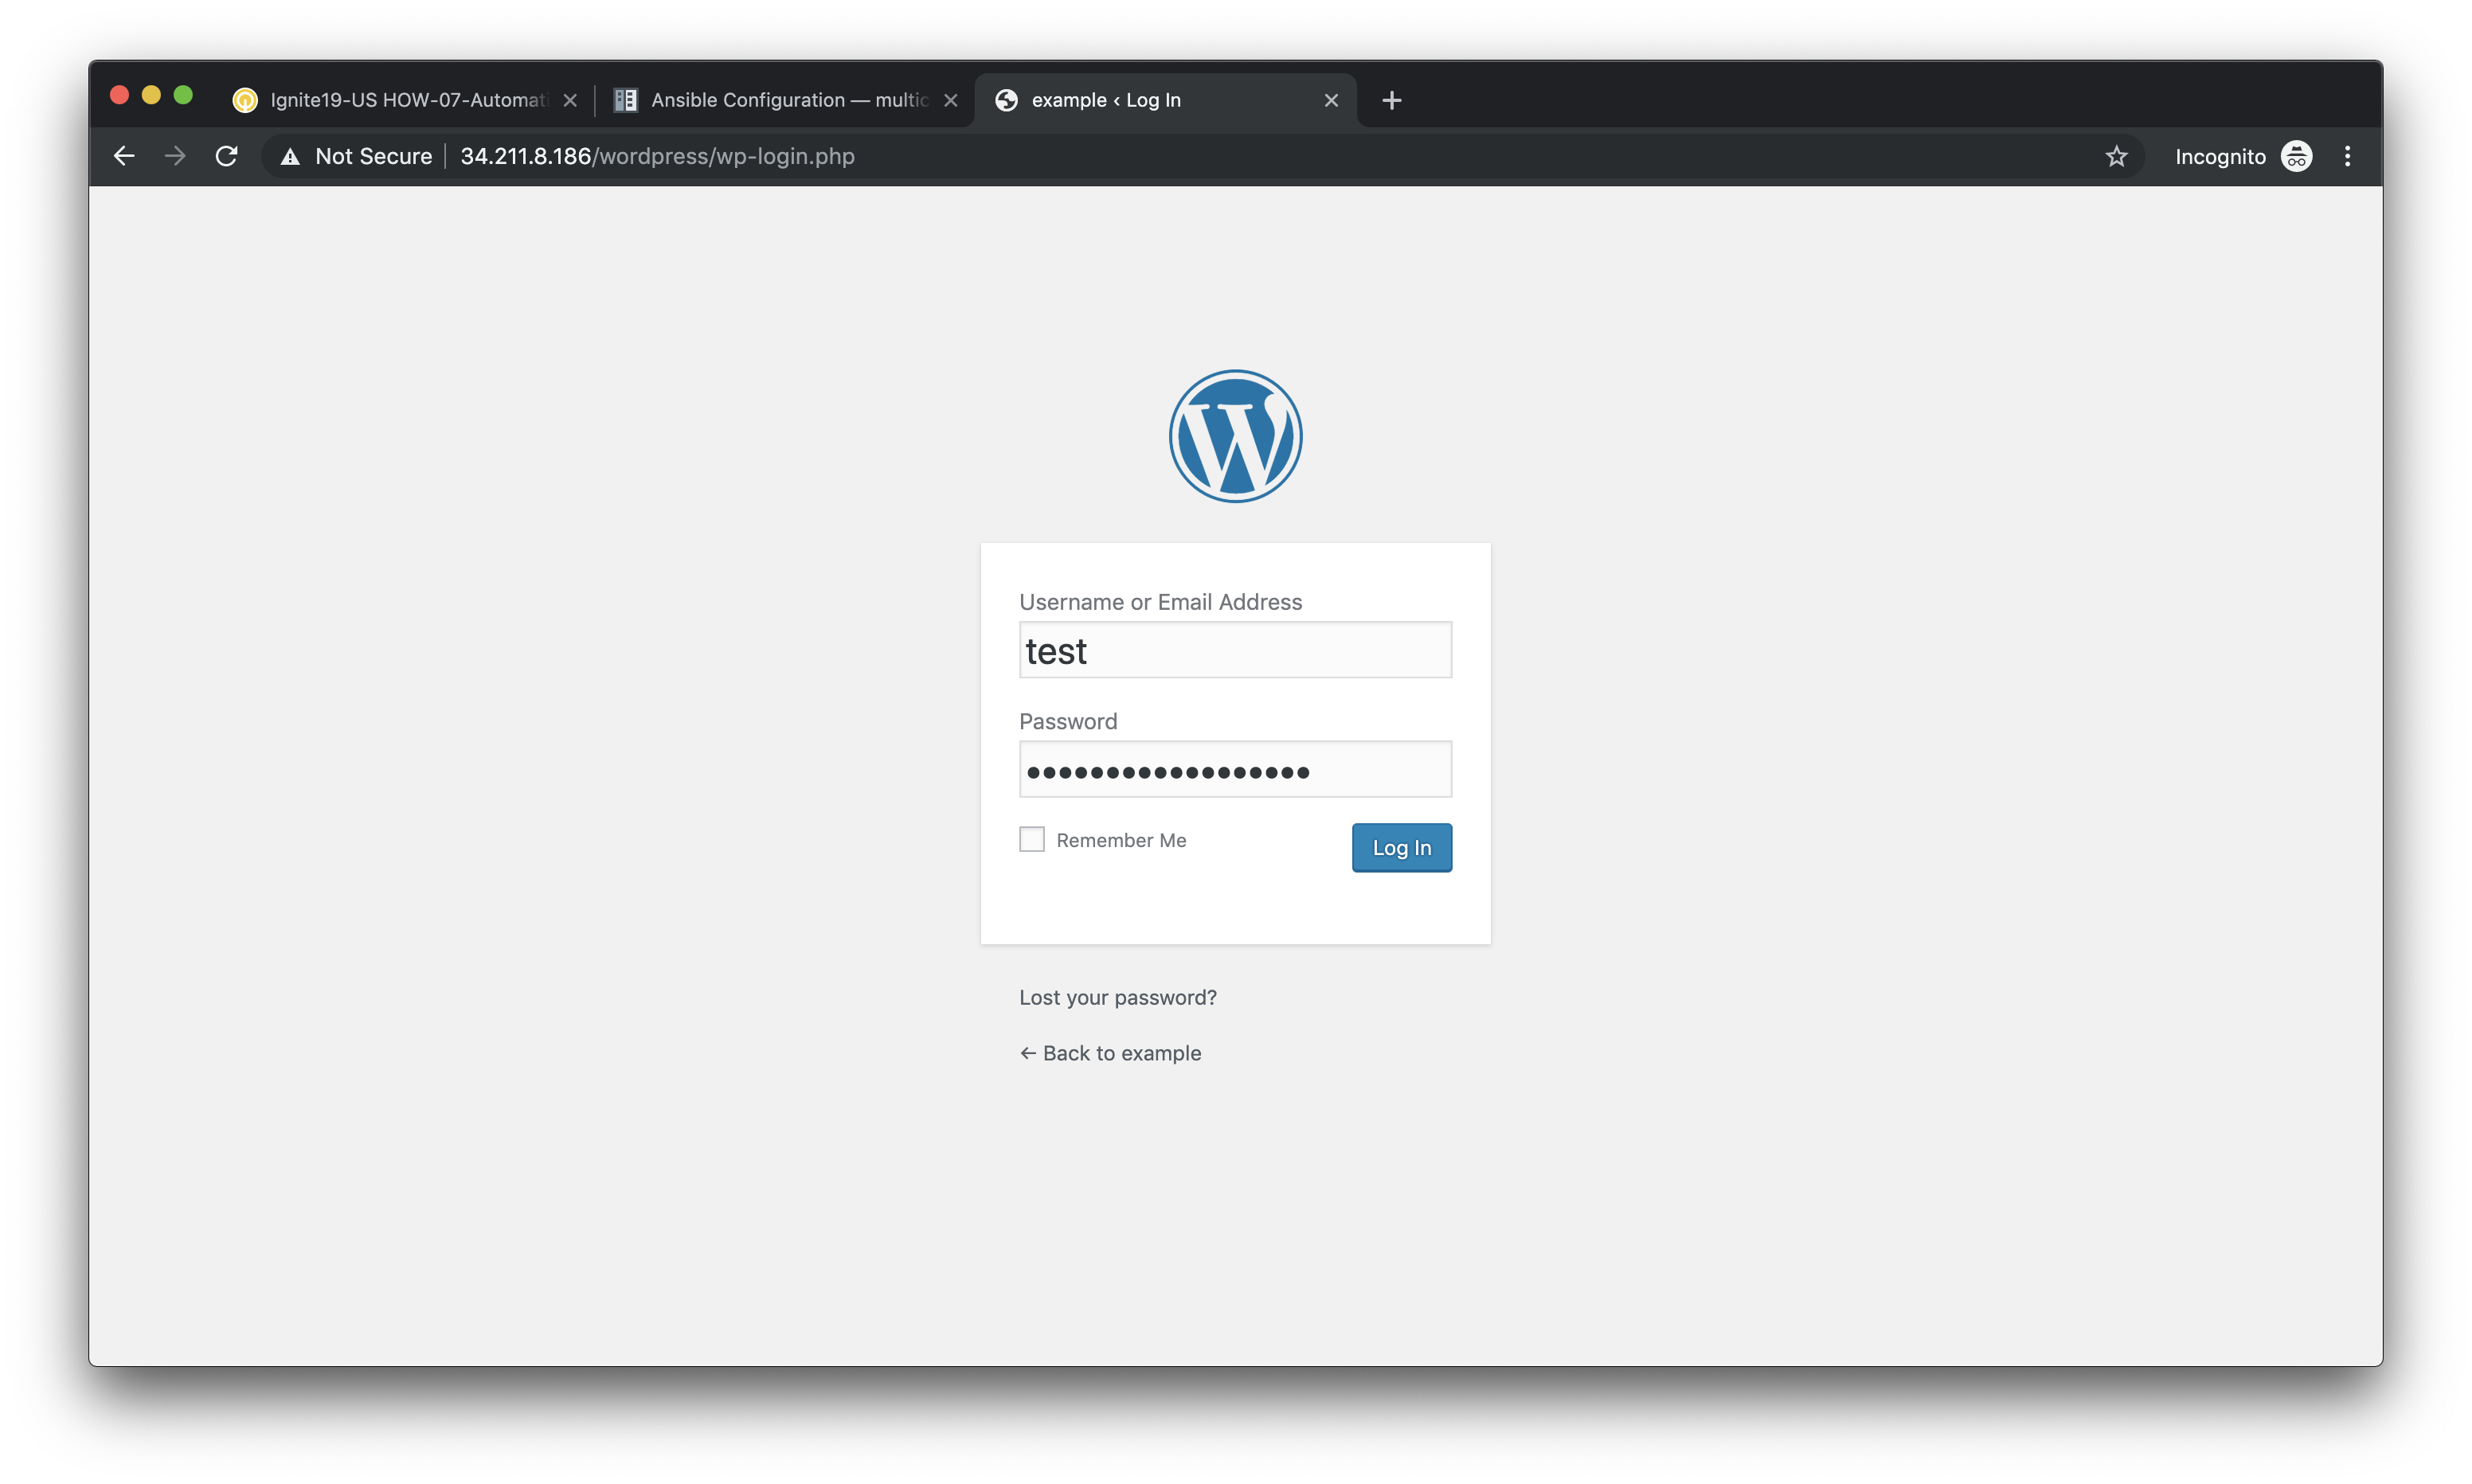 Ignite19-US HOW-07-Automati
Ansible Configuration — multic
example ‹ Log In
Not Secure 34.211.8.186/wordpress/wp-login.php
Incognito
Username or Email Address
test
Password
••••••••••••••••••
Remember Me
Log In
Lost your password?
← Back to example